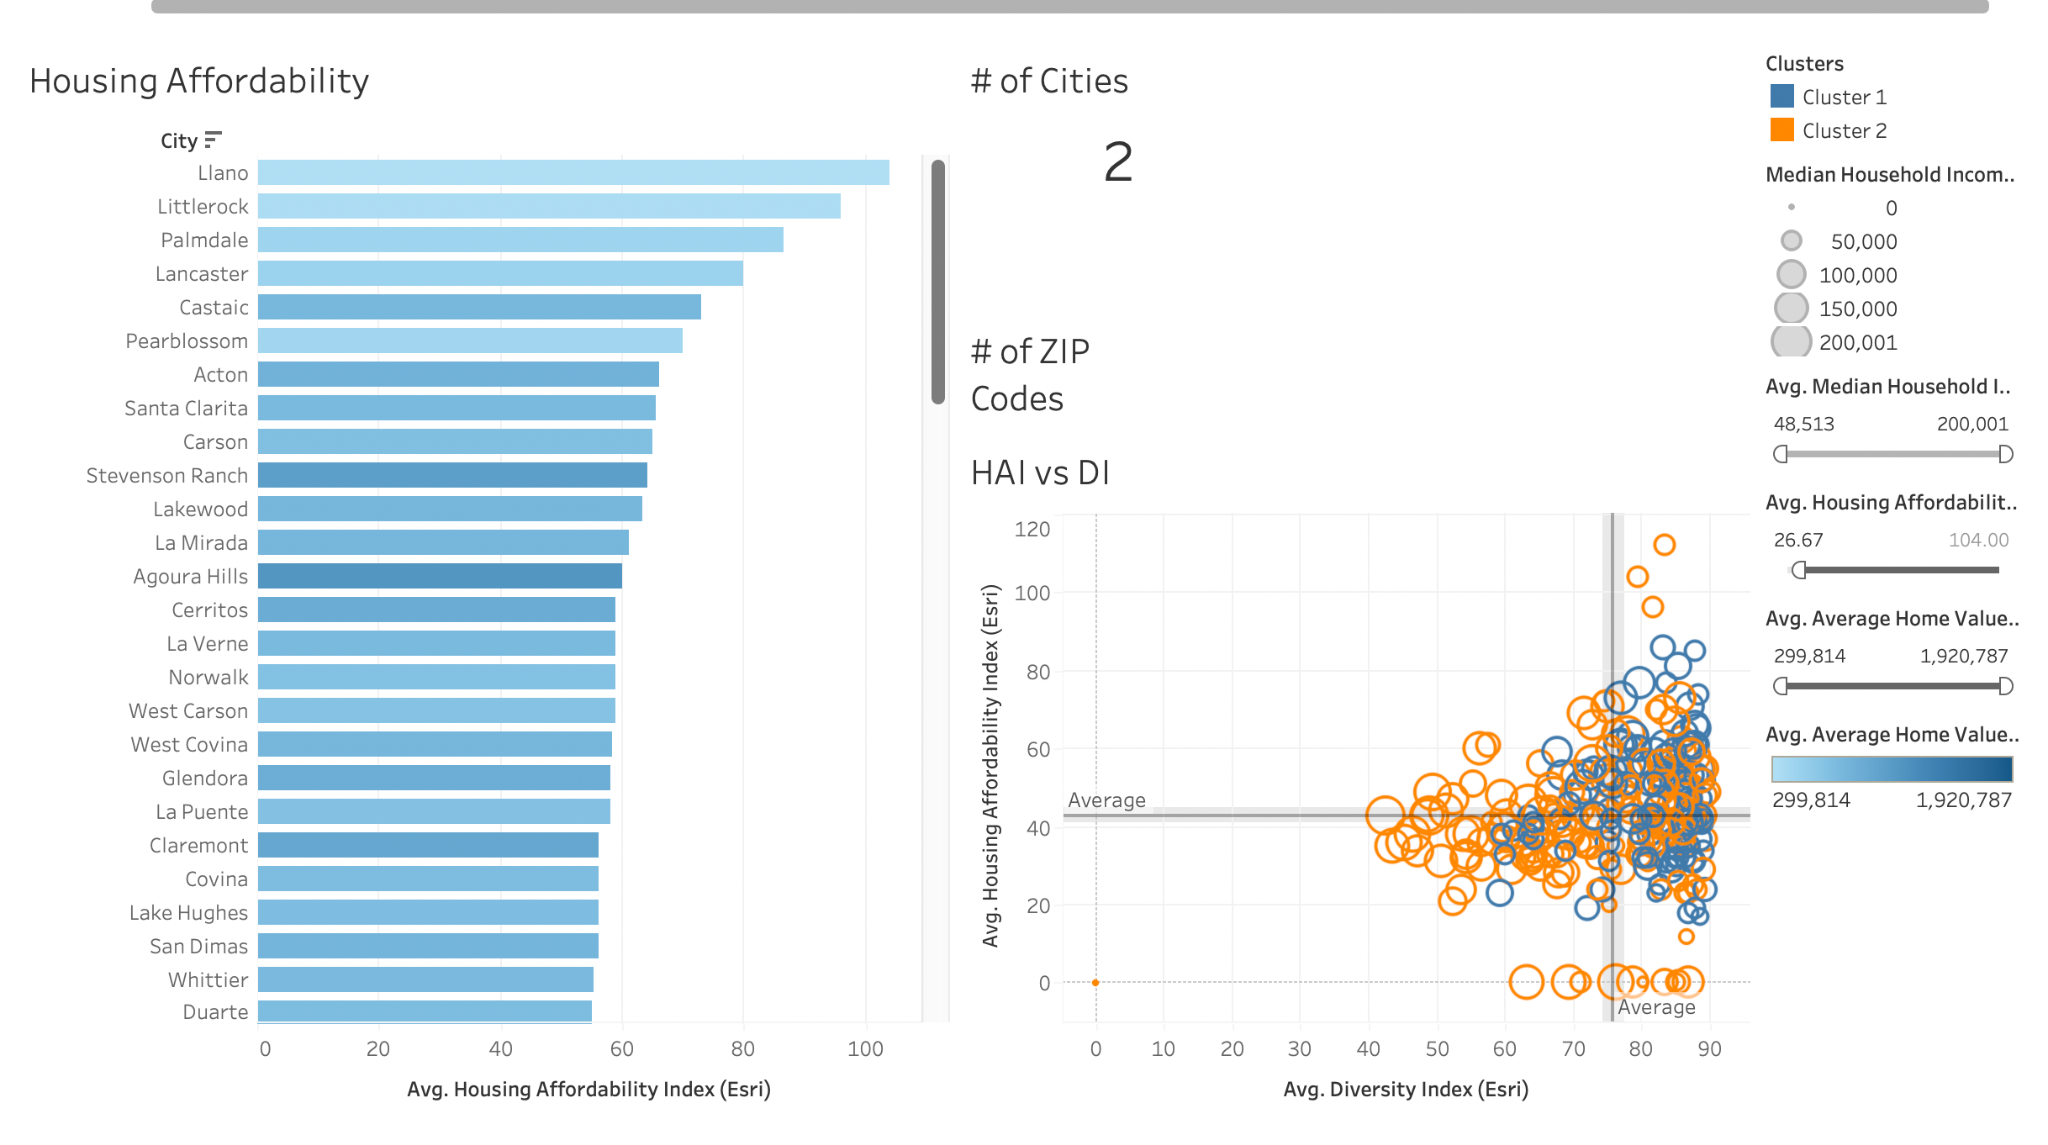 Housing Affordability
City
Llano
Littlerock
Palmdale
Lancaster
Castaic
Pearblossom
Acton
Santa Clarita
Carson
Stevenson Ranch
Lakewood
La Mirada
Agoura Hills
Cerritos
La Verne
Norwalk
West Carson
West Covina
Glendora
La Puente
Claremont
Covina
Lake Hughes
San Dimas
Whittier
Duarte
0 20 40 60 80 100
Avg. Housing Affordability Index (Esri)
# of Cities
2
# of ZIP
Codes
HAI vs DI
Avg. Housing Affordability Index (Esri)
120
100
80
60
40
20
0
Average
Average
0 10 20 30 40 50 60 70 80 90
Avg. Diversity Index (Esri)
Clusters
Cluster 1
Cluster 2
Median Household Incom..
0
50,000
100,000
150,000
200,001
Avg. Median Household I..
48,513 200,001
Avg. Housing Affordabilit..
26.67 104.00
Avg. Average Home Value..
299,814 1,920,787
Avg. Average Home Value..
299,814 1,920,787